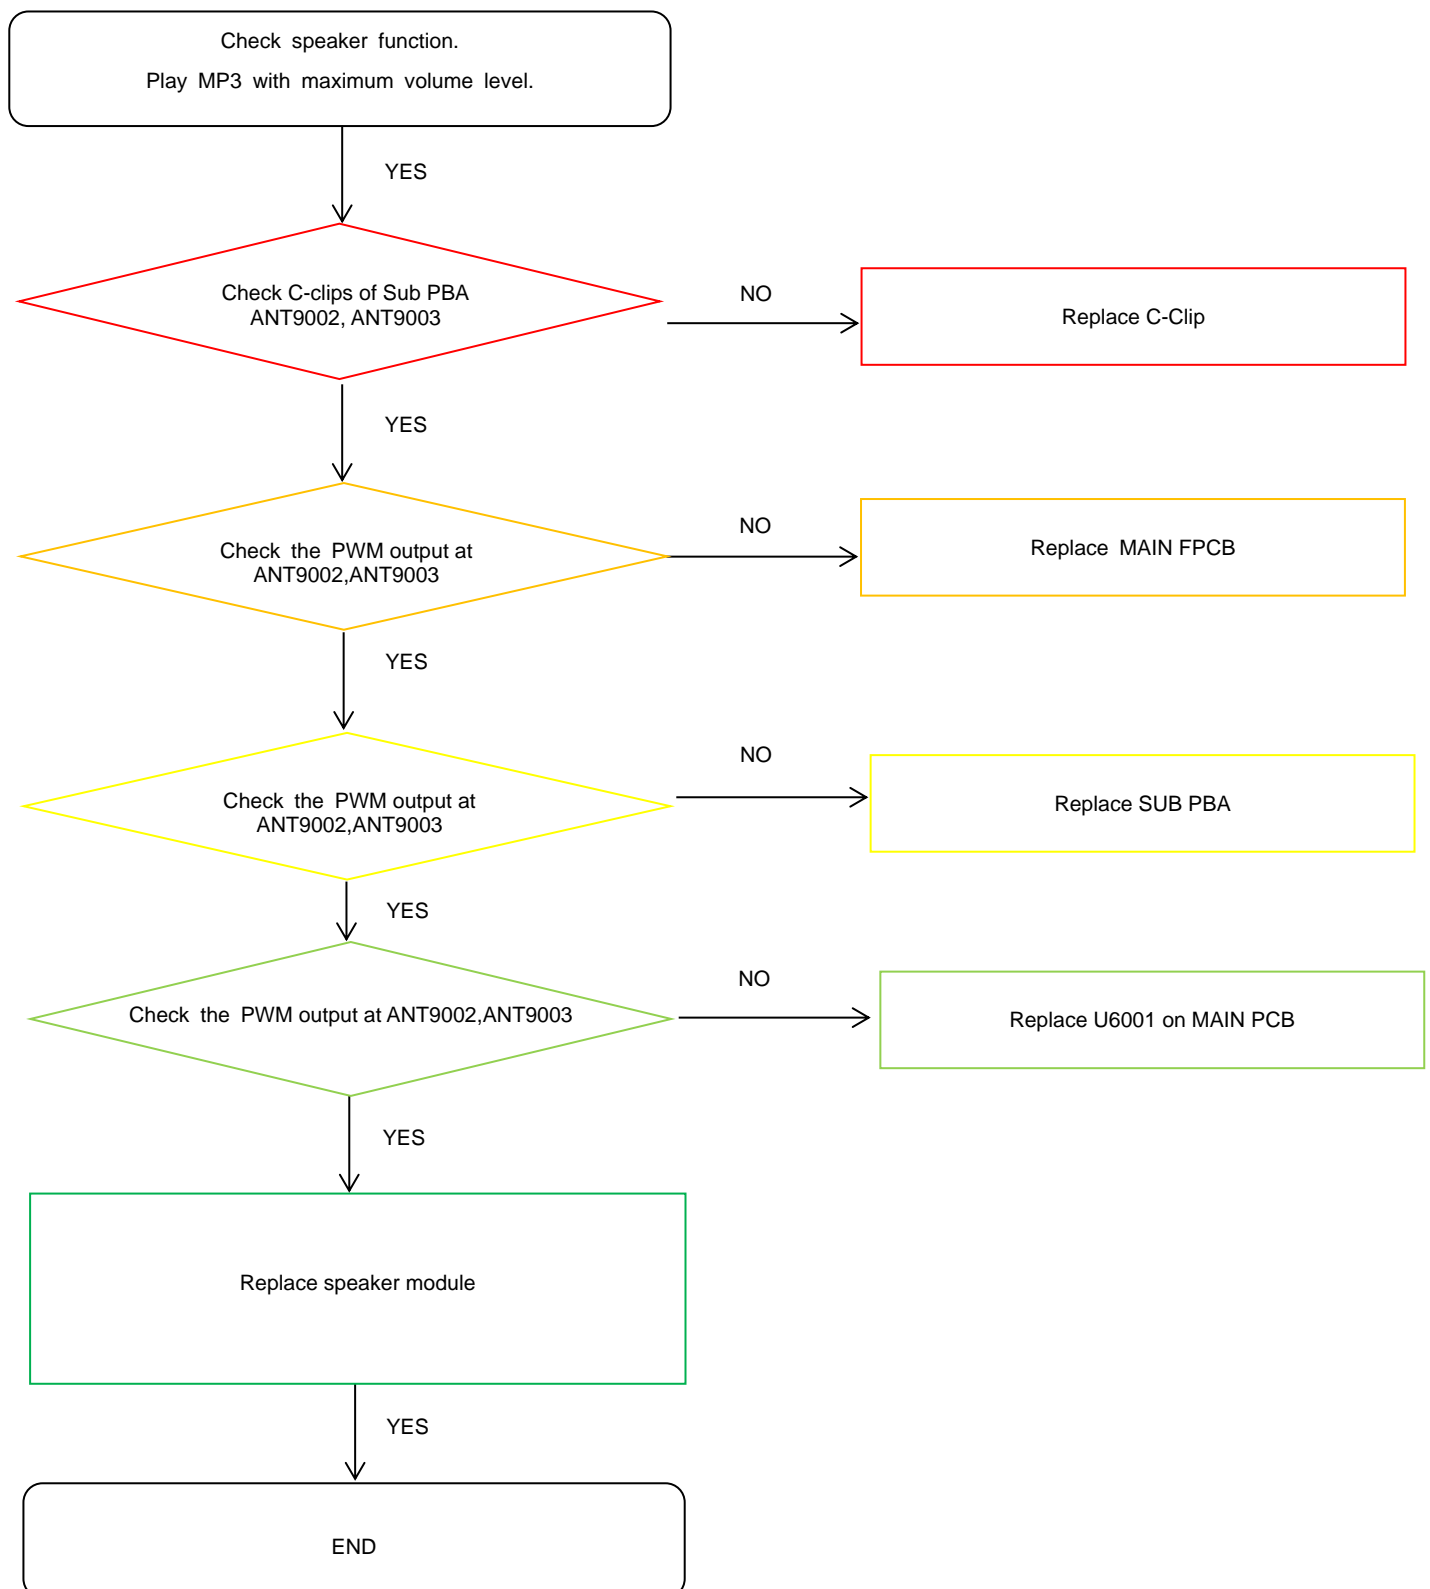 Check speaker function.
Play MP3 with maximum volume level.
YES
Check C-clips of Sub PBA
ANT9002, ANT9003
NO
Replace C-Clip
YES
Check the PWM output at
ANT9002,ANT9003
NO
Replace MAIN FPCB
YES
Check the PWM output at
ANT9002,ANT9003
NO
Replace SUB PBA
YES
Check the PWM output at ANT9002,ANT9003
NO
Replace U6001 on MAIN PCB
YES
Replace speaker module
YES
END